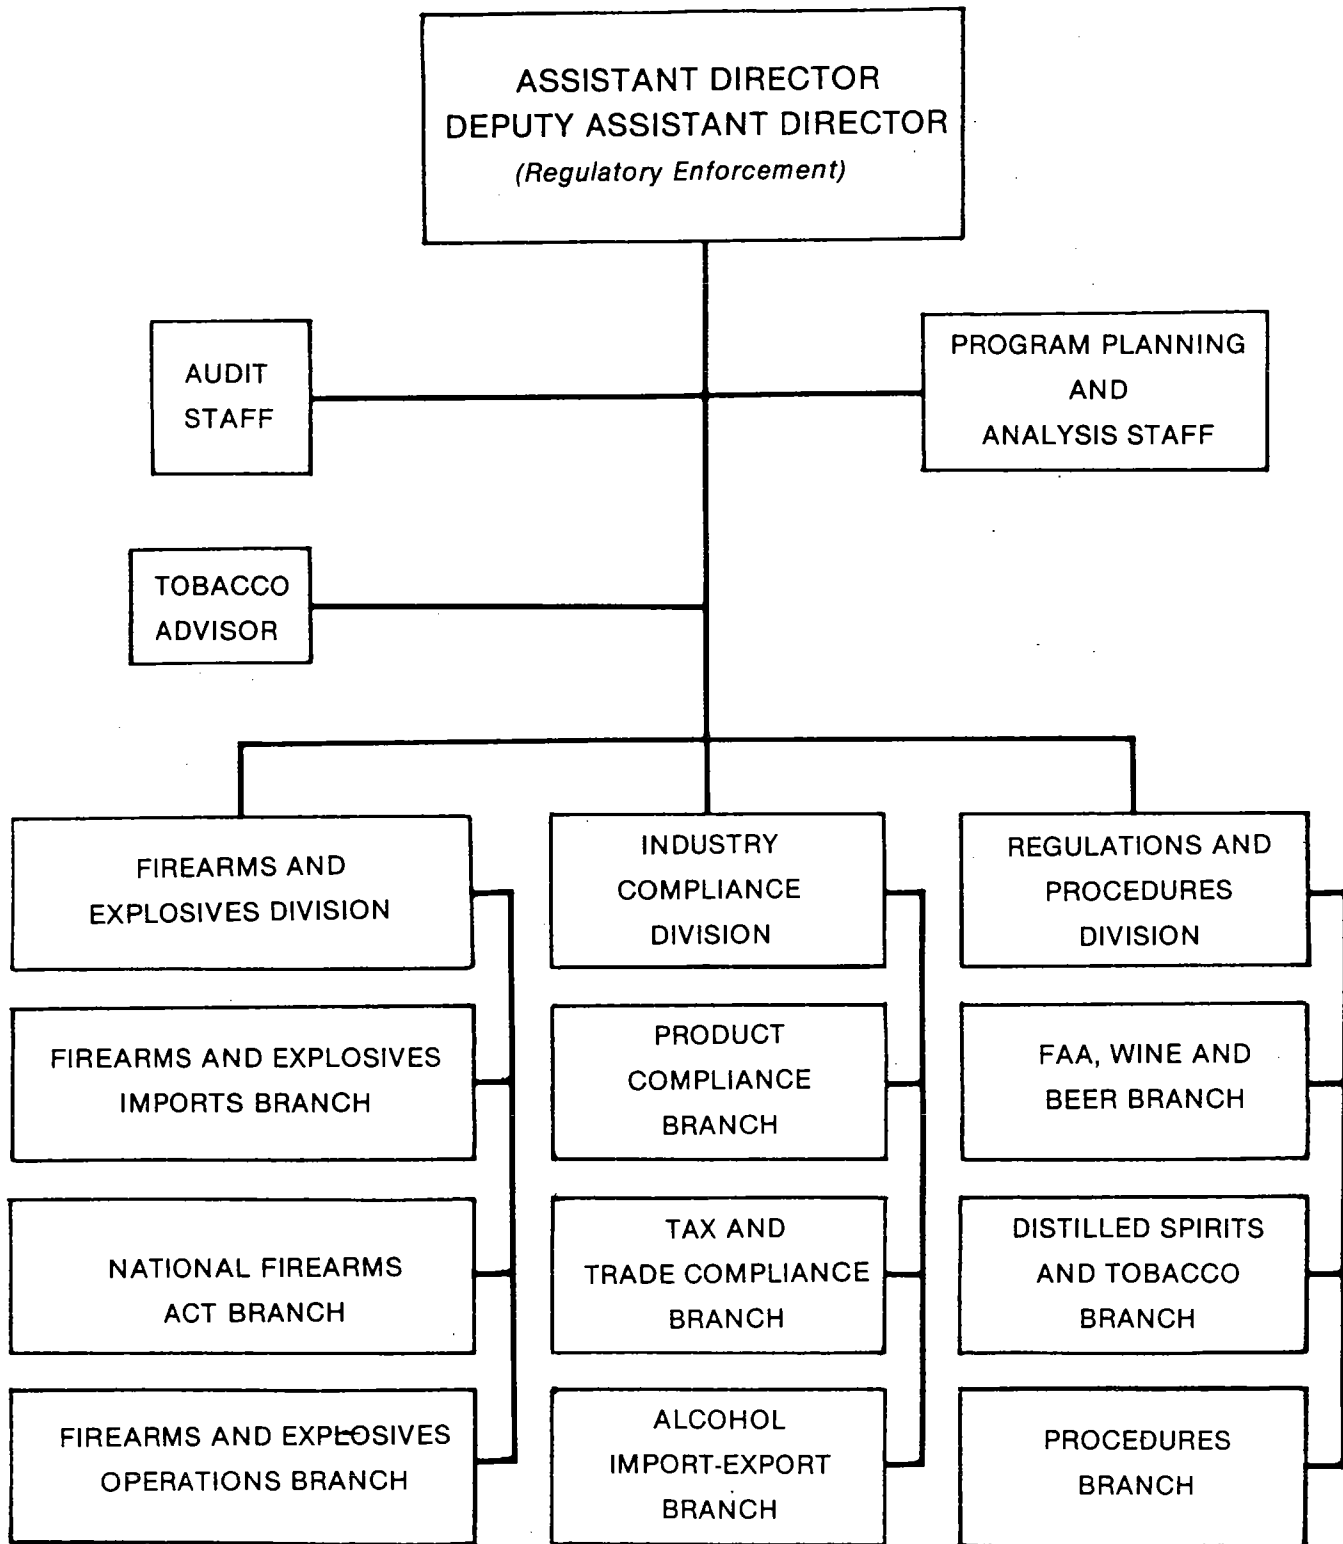 ASSISTANT DIRECTOR
DEPUTY ASSISTANT DIRECTOR
(Regulatory Enforcement)
AUDIT
STAFF
PROGRAM PLANNING
AND
ANALYSIS STAFF
TOBACCO
ADVISOR
FIREARMS AND
EXPLOSIVES DIVISION
INDUSTRY
COMPLIANCE
DIVISION
REGULATIONS AND
PROCEDURES
DIVISION
FIREARMS AND EXPLOSIVES
IMPORTS BRANCH
PRODUCT
COMPLIANCE
BRANCH
FAA, WINE AND
BEER BRANCH
NATIONAL FIREARMS
ACT BRANCH
TAX AND
TRADE COMPLIANCE
BRANCH
DISTILLED SPIRITS
AND TOBACCO
BRANCH
FIREARMS AND EXPLOSIVES
OPERATIONS BRANCH
ALCOHOL
IMPORT-EXPORT
BRANCH
PROCEDURES
BRANCH